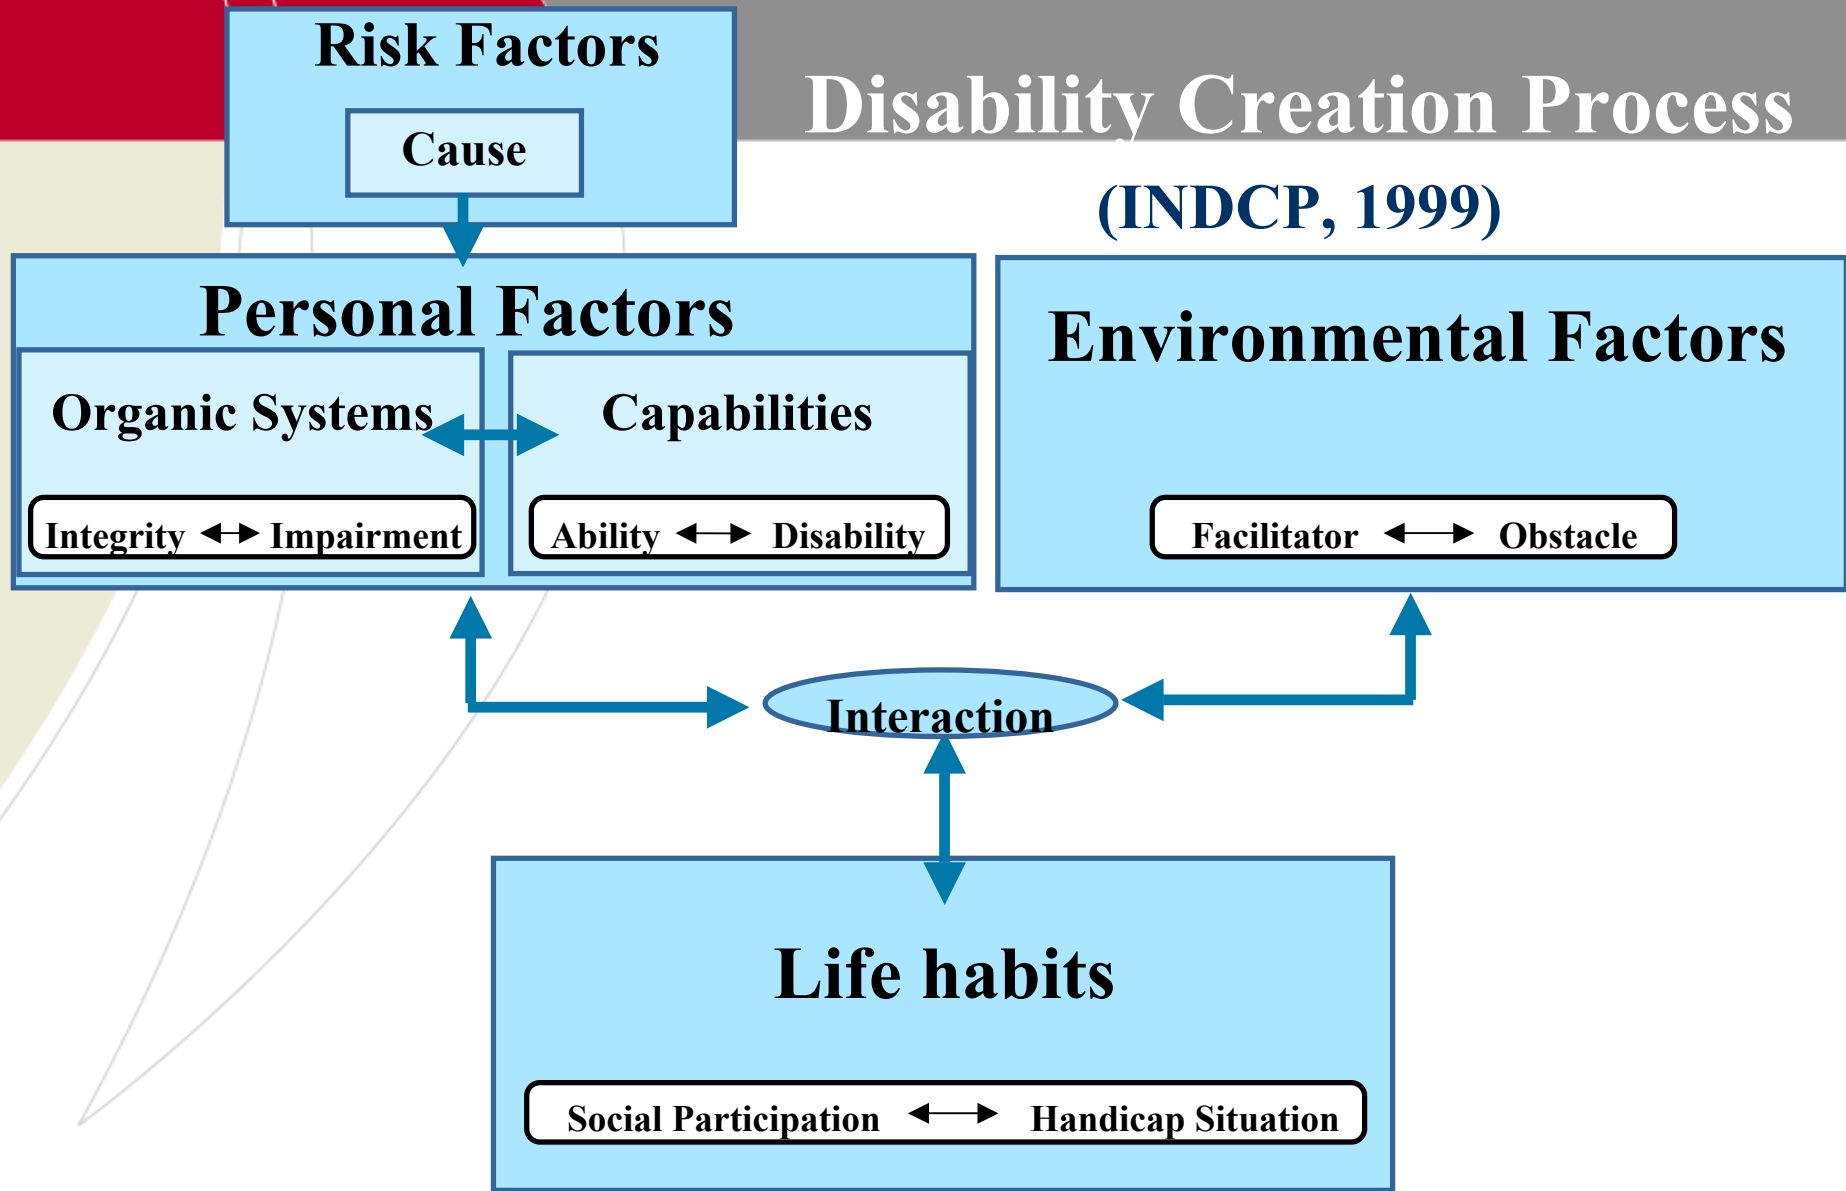 Risk Factors
Cause
Disability Creation Process
(INDCP, 1999)
Personal Factors
Organic Systems
Capabilities
Integrity Impairment
Ability Disability
Environmental Factors
Facilitator Obstacle
Interaction
Life habits
Social Participation Handicap Situation